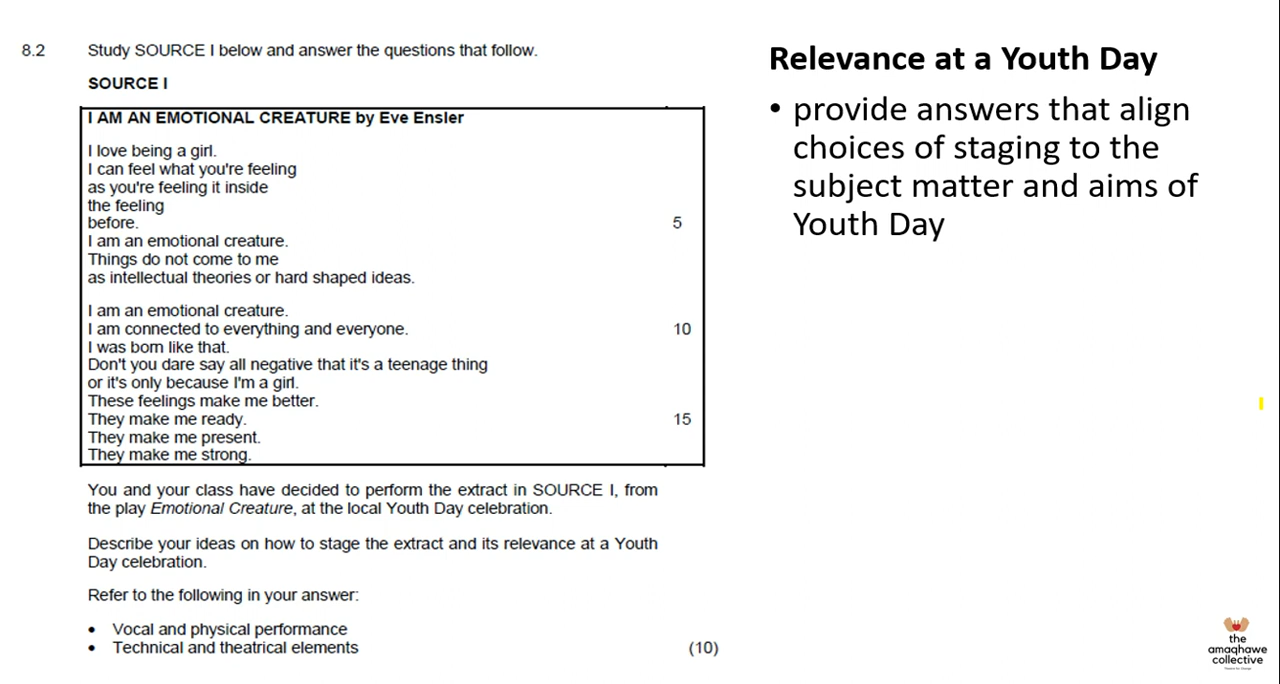 8.2 Study SOURCE I below and answer the questions that follow.
SOURCE I
I AM AN EMOTIONAL CREATURE by Eve Ensler
I love being a girl.
I can feel what you're feeling
as you're feeling it inside
the feeling
before. 5
I am an emotional creature.
Things do not come to me
as intellectual theories or hard shaped ideas.
I am an emotional creature.
I am connected to everything and everyone. 10
I was born like that.
Don't you dare say all negative that it's a teenage thing
or it's only because I'm a girl.
These feelings make me better.
They make me ready. 15
They make me present.
They make me strong.
You and your class have decided to perform the extract in SOURCE I, from
the play Emotional Creature, at the local Youth Day celebration.
Describe your ideas on how to stage the extract and its relevance at a Youth
Day celebration.
Refer to the following in your answer:
• Vocal and physical performance
• Technical and theatrical elements (10)
Relevance at a Youth Day
• provide answers that align
choices of staging to the
subject matter and aims of
Youth Day
the
amaqhawe
collective